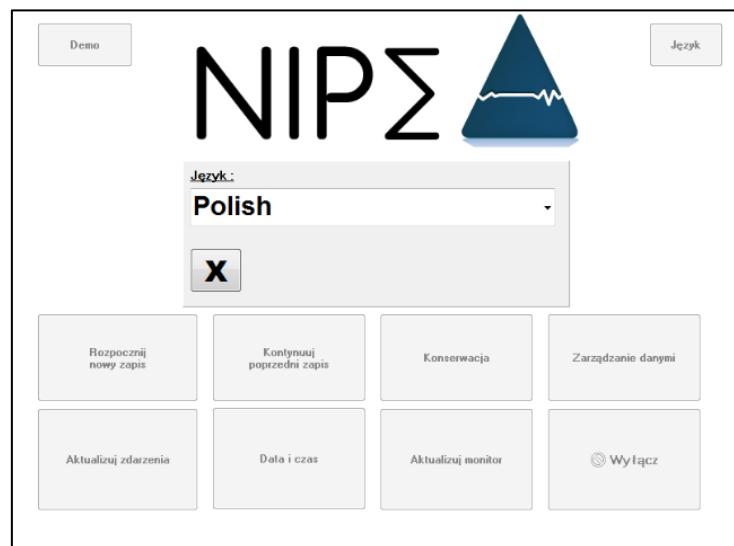 Demo
NIPE
Język
Język :
Polish
X
Rozpocznij
nowy zapis
Kontynuuj
poprzedni zapis
Konserwacja
Zarządzanie danymi
Aktualizuj zdarzenia
Data i czas
Aktualizuj monitor
Wyłącz